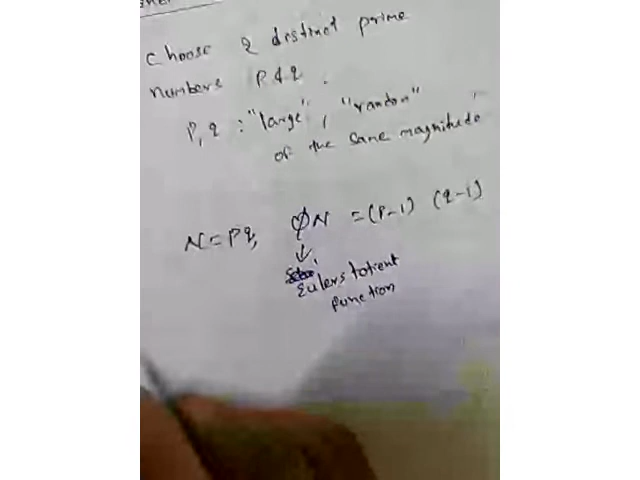 choose 2 distinct prime
numbers P & q .
P, q : "large", "random"
of the same magnitude
N = Pq, φN = (P-1) (q-1)
↓
Eulers totient
function